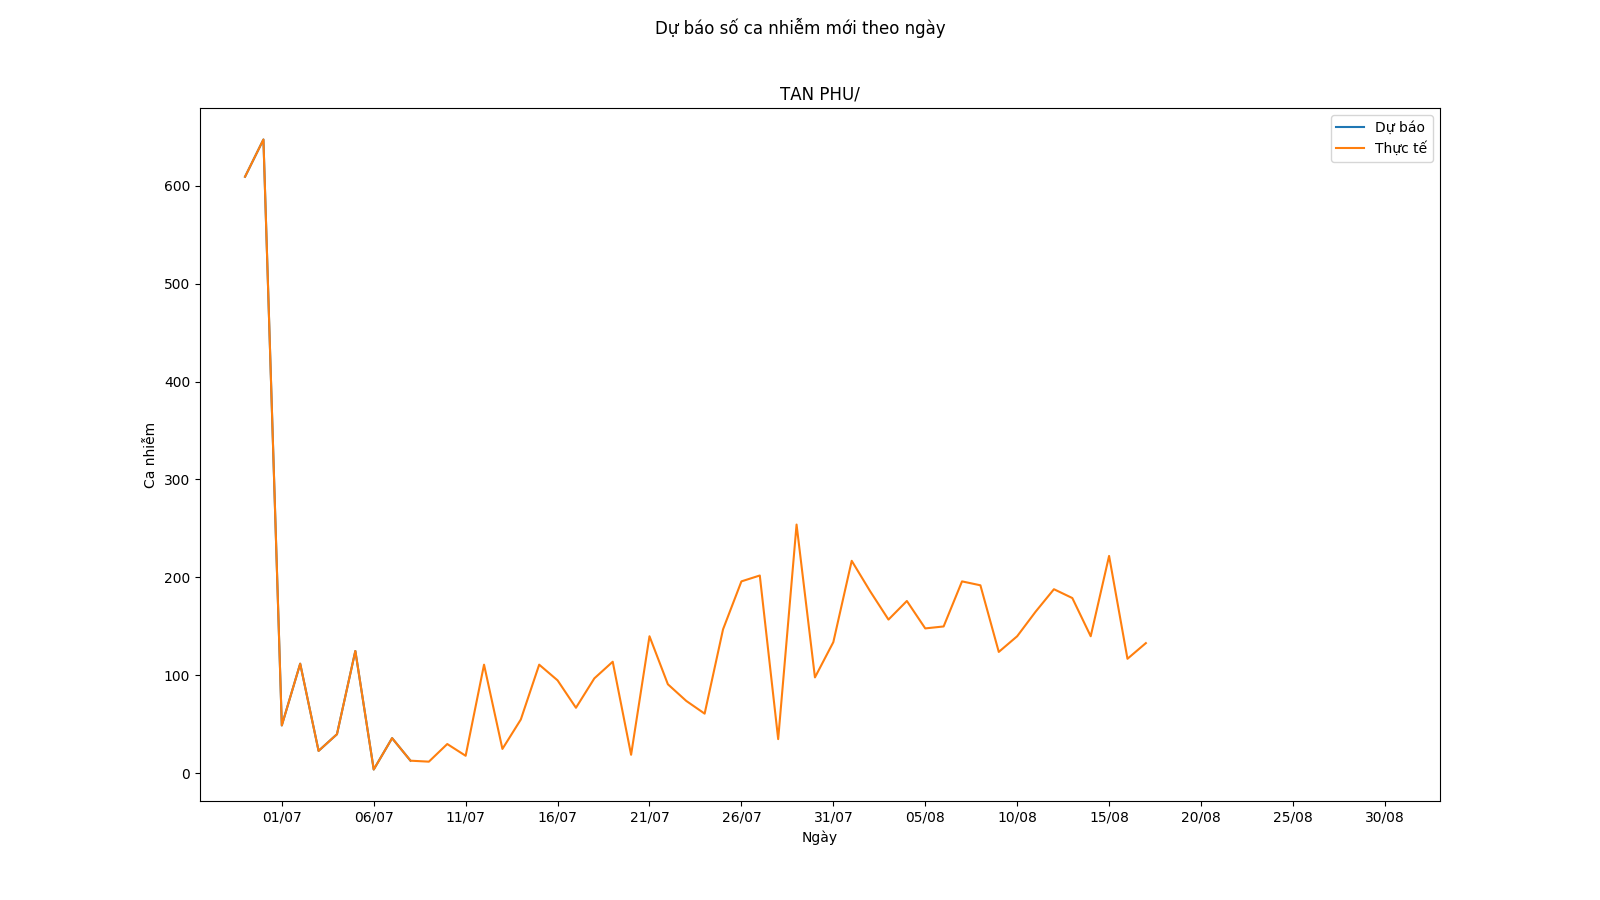 Dự báo số ca nhiễm mới theo ngày
TAN PHU/
Dự báo
Thực tế
600
500
400
300
200
100
0
Ca nhiễm
01/07 06/07 11/07 16/07 21/07 26/07 31/07 05/08 10/08 15/08 20/08 25/08 30/08
Ngày